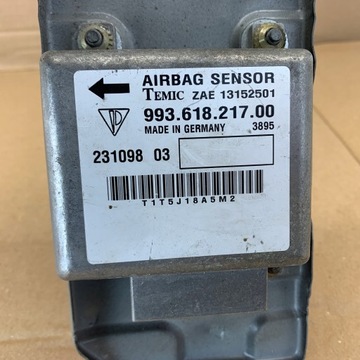 AIRBAG SENSOR
TEMIC ZAE 13152501
993.618.217.00
MADE IN GERMANY 3895
231098 03
T1T5J18A5M2